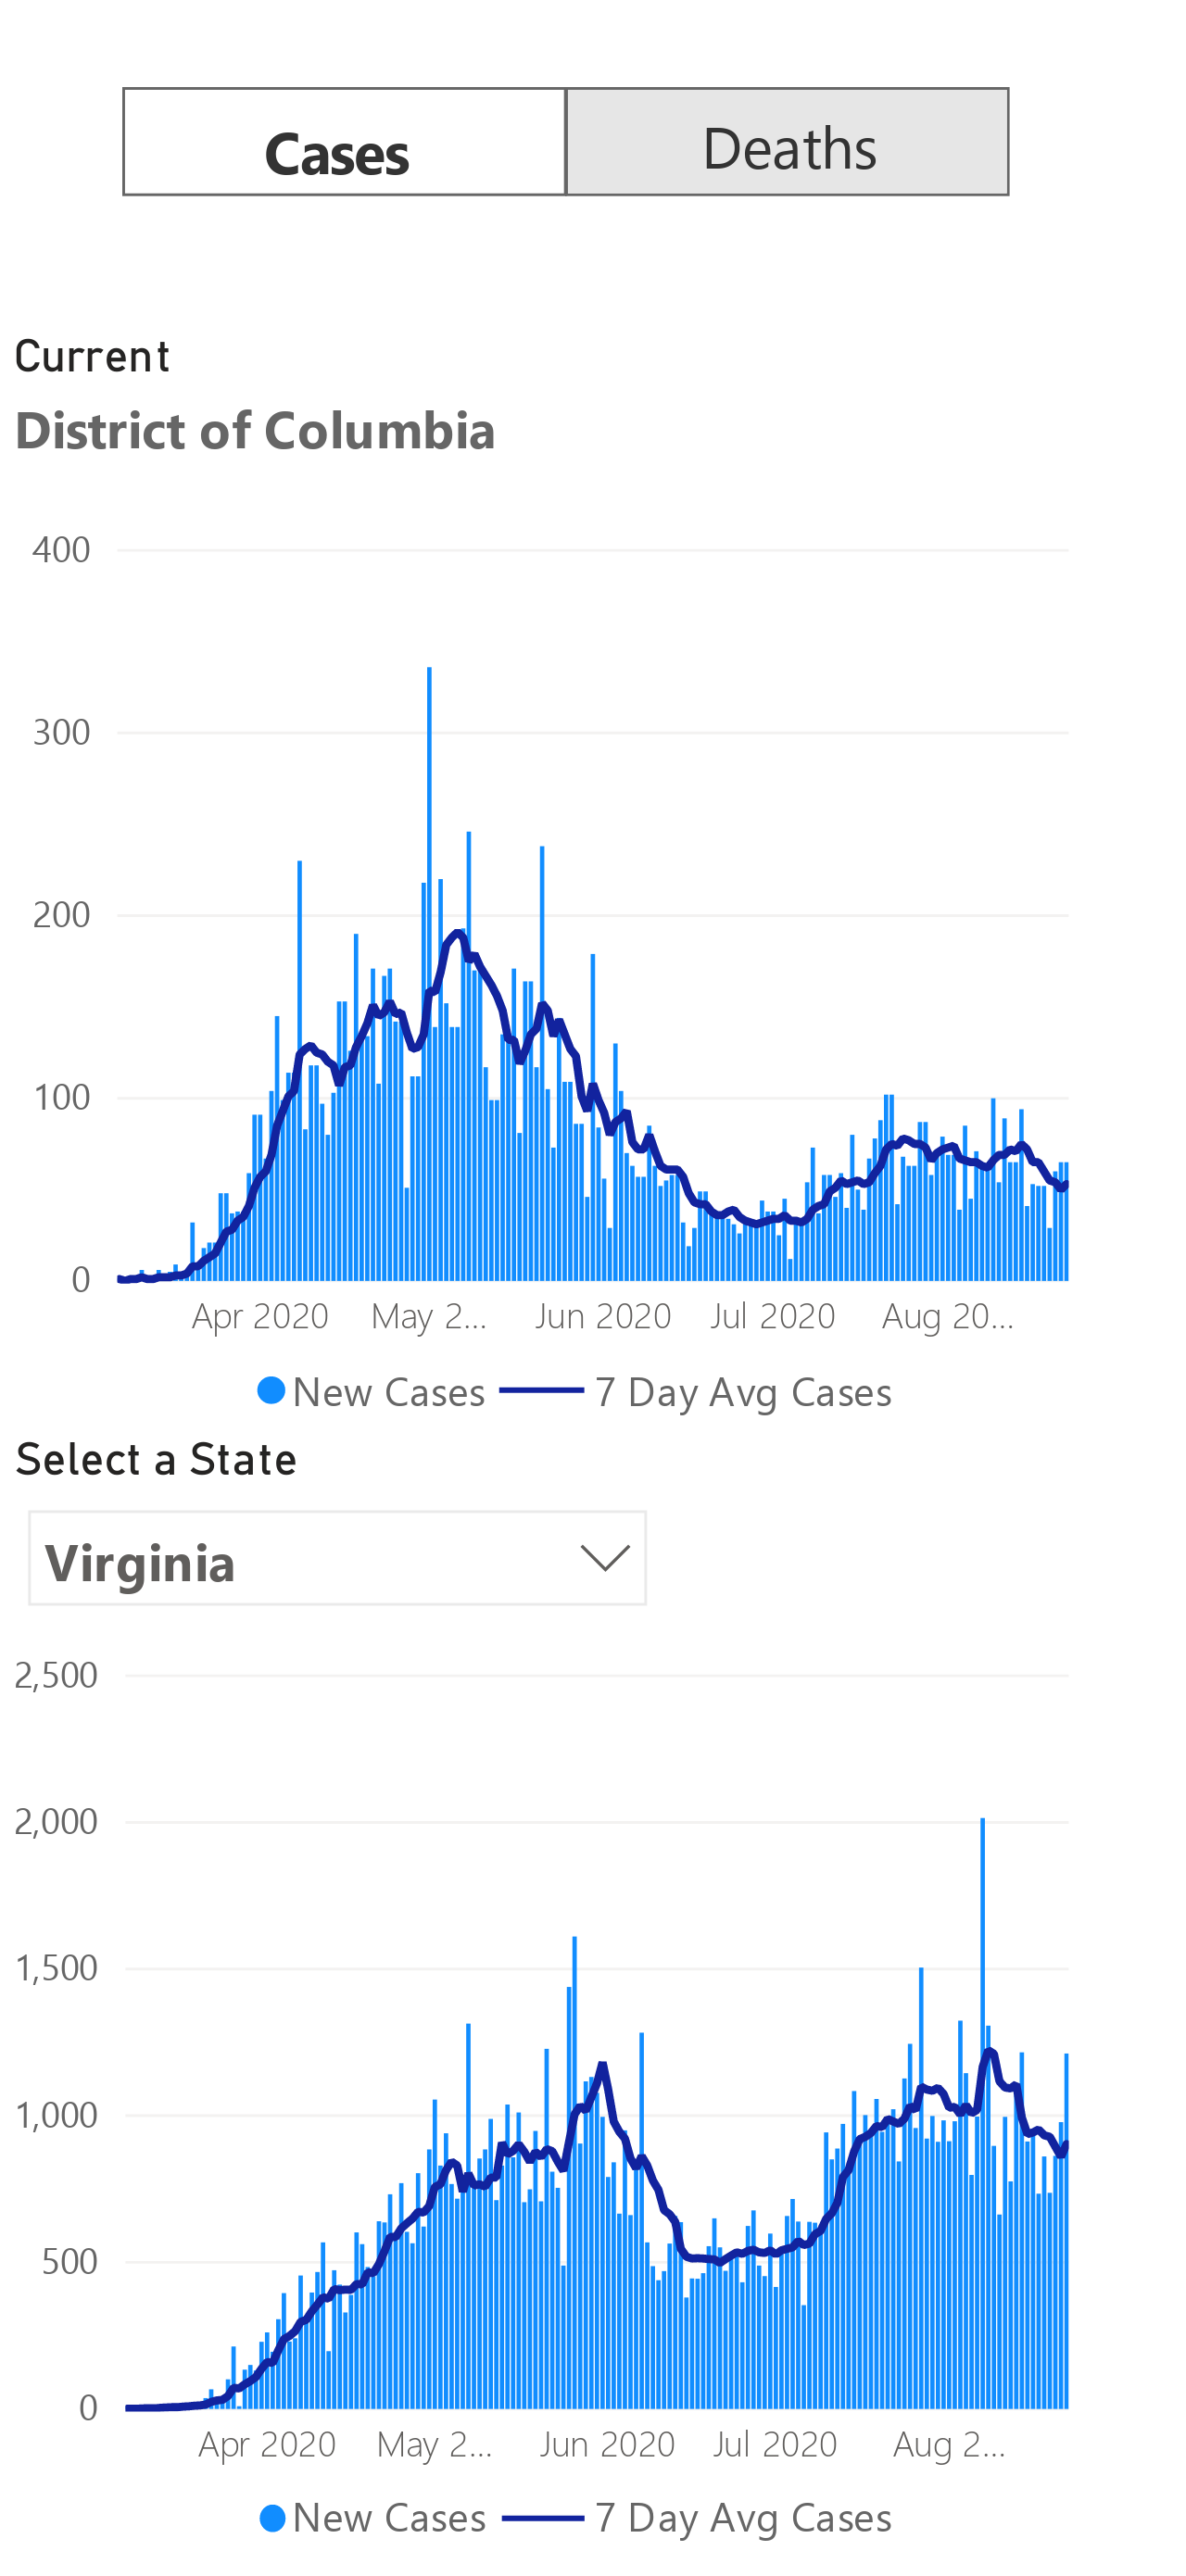 Cases Deaths
Current
District of Columbia
400
300
200
100
0
Apr 2020 May 2... Jun 2020 Jul 2020 Aug 20...
New Cases 7 Day Avg Cases
Select a State
Virginia
2,500
2,000
1,500
1,000
500
0
Apr 2020 May 2... Jun 2020 Jul 2020 Aug 2...
New Cases 7 Day Avg Cases